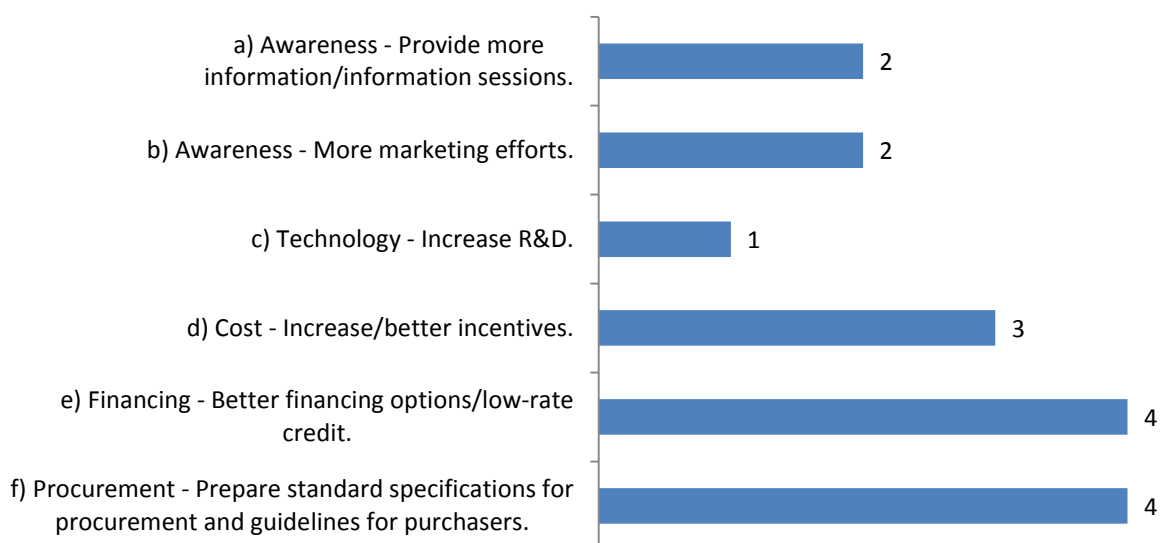 a) Awareness - Provide more
information/information sessions.
2
b) Awareness - More marketing efforts.
2
c) Technology - Increase R&D.
1
d) Cost - Increase/better incentives.
3
e) Financing - Better financing options/low-rate
credit.
4
f) Procurement - Prepare standard specifications for
procurement and guidelines for purchasers.
4